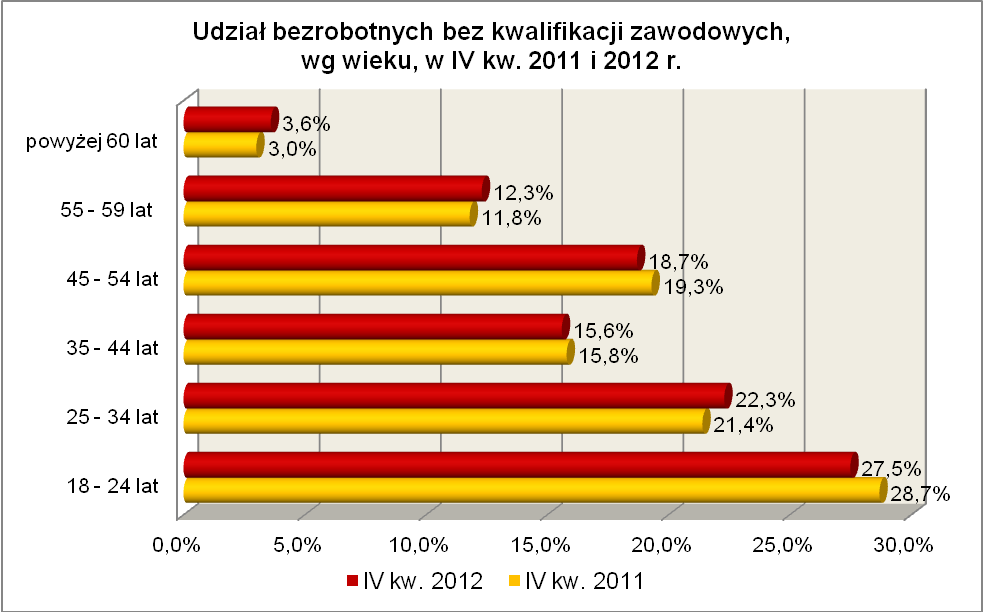 Udział bezrobotnych bez kwalifikacji zawodowych,
wg wieku, w IV kw. 2011 i 2012 r.
powyżej 60 lat
3,6%
3,0%
55 - 59 lat
12,3%
11,8%
45 - 54 lat
18,7%
19,3%
35 - 44 lat
15,6%
15,8%
25 - 34 lat
22,3%
21,4%
18 - 24 lat
27,5%
28,7%
0,0% 5,0% 10,0% 15,0% 20,0% 25,0% 30,0%
IV kw. 2012 IV kw. 2011